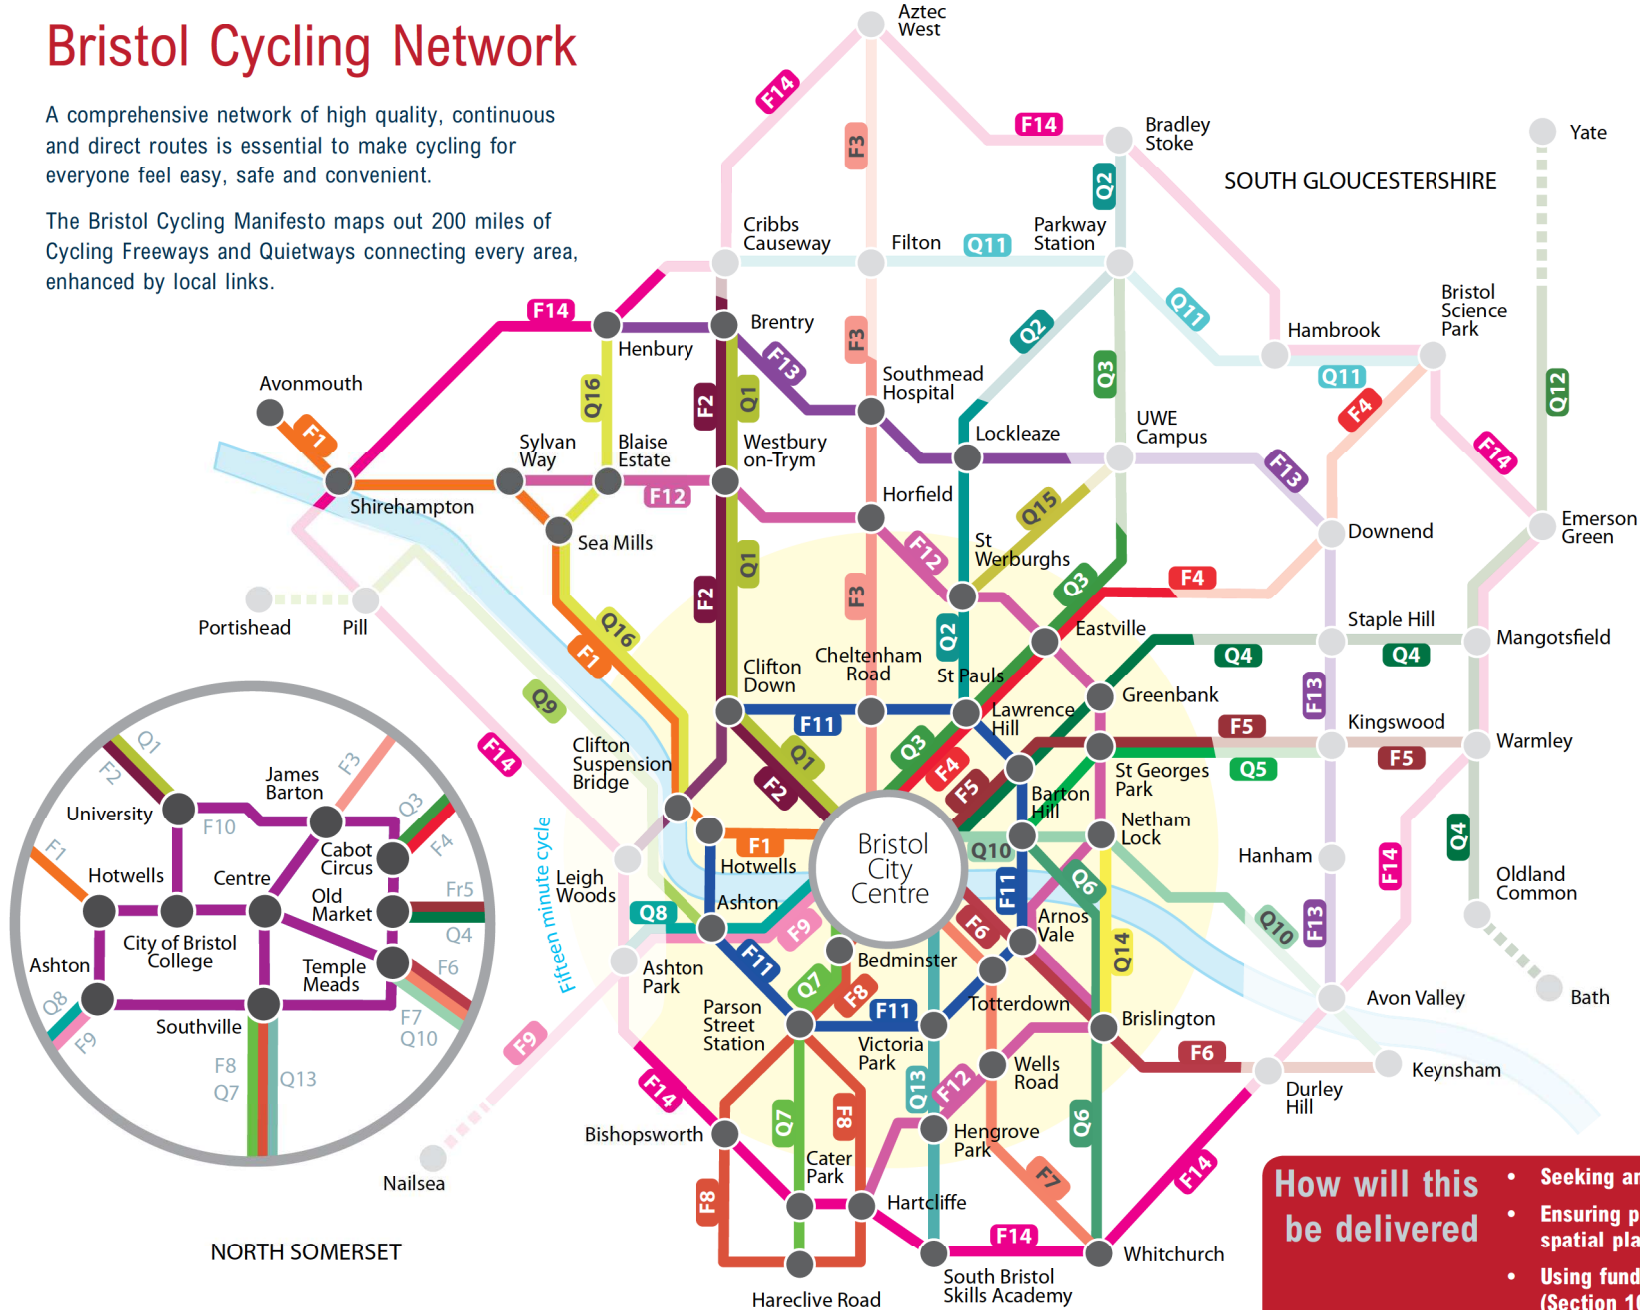 Bristol Cycling Network
A comprehensive network of high quality, continuous
and direct routes is essential to make cycling for
everyone feel easy, safe and convenient.
The Bristol Cycling Manifesto maps out 200 miles of
Cycling Freeways and Quietways connecting every area,
enhanced by local links.
Aztec
West
F14
F14
F3
Bradley
Stoke
Yate
SOUTH GLOUCESTERSHIRE
Q2
Cribbs
Causeway
Filton
Q11
Parkway
Station
F14
Brentry
Henbury
F13
F3
Q2
Q11
Q3
Hambrook
Bristol
Science
Park
Q11
Q12
Avonmouth
F1
Q16
F2
Q1
Southmead
Hospital
F4
Sylvan
Way
Blaise
Estate
Westbury
on-Trym
Lockleaze
UWE
Campus
F13
F14
Shirehampton
F12
Horfield
Q15
Sea Mills
Downend
Emerson
Green
Q1
F2
F3
F12
St
Werburghs
Q3
F4
Portishead
Pill
Q16
F1
Q2
Eastville
Staple Hill
Mangotsfield
Q4
Q4
Clifton
Down
Cheltenham
Road
St Pauls
Greenbank
F13
Q9
F11
Lawrence
Hill
F5
Kingswood
Warmley
F5
Q5
F14
Clifton
Suspension
Bridge
Q1
F2
Q3
F4
F5
St Georges
Park
Barton
Hill
Netham
Lock
Bristol
City
Centre
F1
Hotwells
Q10
Q6
F11
Hanham
F14
Q4
Fifteen minute cycle
Leigh
Woods
Ashton
Q8
F9
F6
Arnos
Vale
Q14
Q10
F13
Oldland
Common
Ashton
Park
F11
Bedminster
Q7
F8
Totterdown
Avon Valley
Bath
Parson
Street
Station
F11
Victoria
Park
Brislington
F6
F9
Wells
Road
Durley
Hill
Keynsham
F14
Q7
F8
Q13
F12
Q6
Bishopsworth
Hengrove
Park
Nailsea
Cater
Park
F7
F14
F8
Hartcliffe
F14
Whitchurch
South Bristol
Skills Academy
Hareclive Road
NORTH SOMERSET
Q1
F2
F3
James
Barton
University
F10
Q3
F4
F1
Cabot
Circus
Hotwells
Centre
Old
Market
Fr5
Q4
City of Bristol
College
Ashton
Temple
Meads
F6
F7
Q10
Q8
F9
Southville
F8
Q7
Q13
How will this
be delivered
• Seeking an
• Ensuring p
spatial pla
• Using fund
(Section 10